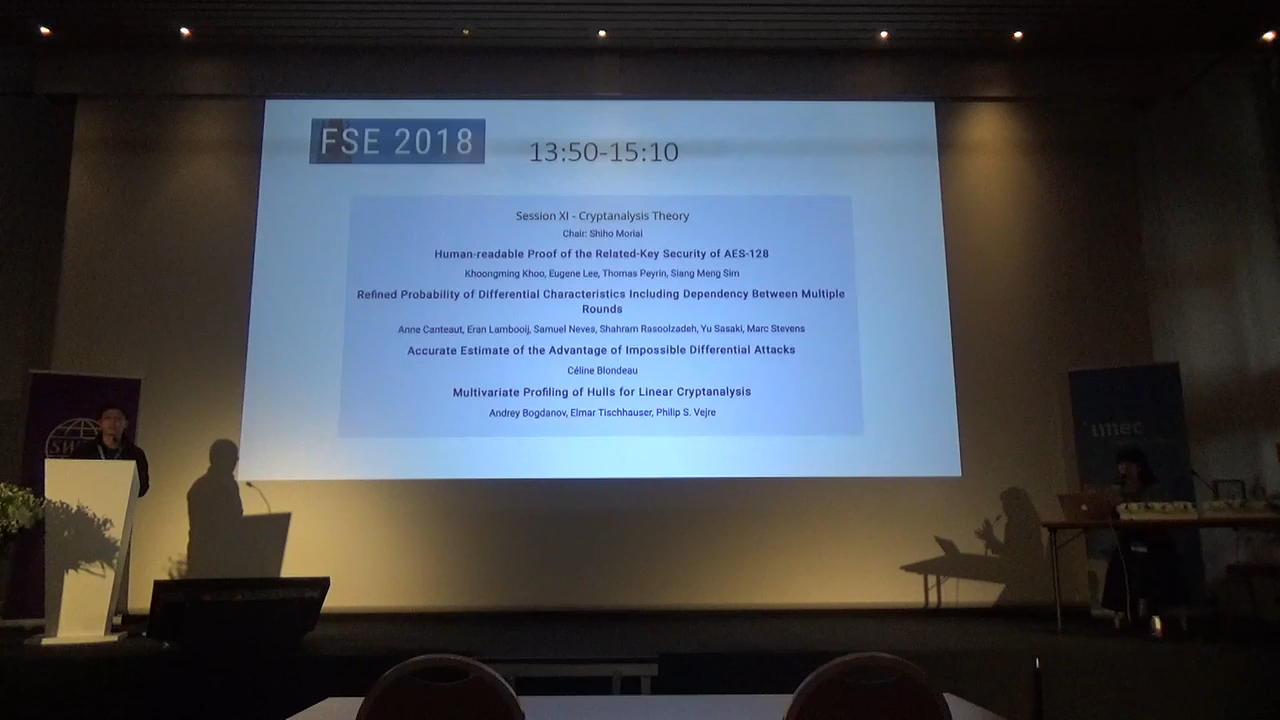 FSE 2018
13:50-15:10
Session XI - Cryptanalysis Theory
Chair: Shiho Moriai
Human-readable Proof of the Related-Key Security of AES-128
Khoongming Khoo, Eugene Lee, Thomas Peyrin, Siang Meng Sim
Refined Probability of Differential Characteristics Including Dependency Between Multiple
Rounds
Anne Canteaut, Eran Lambooij, Samuel Neves, Shahram Rasoolzadeh, Yu Sasaki, Marc Stevens
Accurate Estimate of the Advantage of Impossible Differential Attacks
Céline Blondeau
Multivariate Profiling of Hulls for Linear Cryptanalysis
Andrey Bogdanov, Elmar Tischhauser, Philip S. Vejre
imec